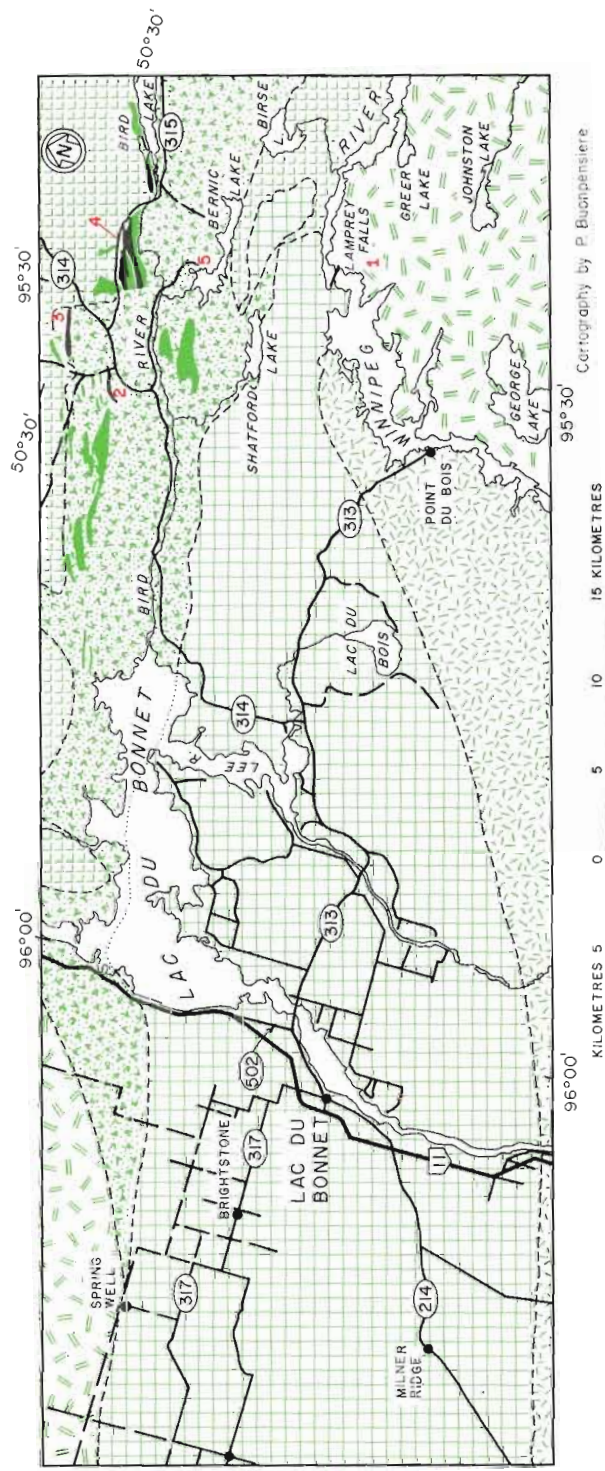 96°00'
50°30'
95°30'
50°30'
SPRING
WELL
317
BRIGHTSTONE
317
502
LAC DU
BONNET
MILNER
RIDGE
214
11
LAC
DU
BONNET
313
LEE
R.
314
BIRD
RIVER
LAC DU
BOIS
313
POINT
DU BOIS
2
3
314
4
BIRD
LAKE
315
5
BERNIC
LAKE
SHATFORD
LAKE
BIRSE
L.
WINNIPEG
RIVER
LAMPREY
FALLS
1
GREER
LAKE
JOHNSTON
LAKE
GEORGE
LAKE
N
96°00'
95°30'
KILOMETRES 5 0 5 10 15 KILOMETRES
Cartography by P. Buonpensiere